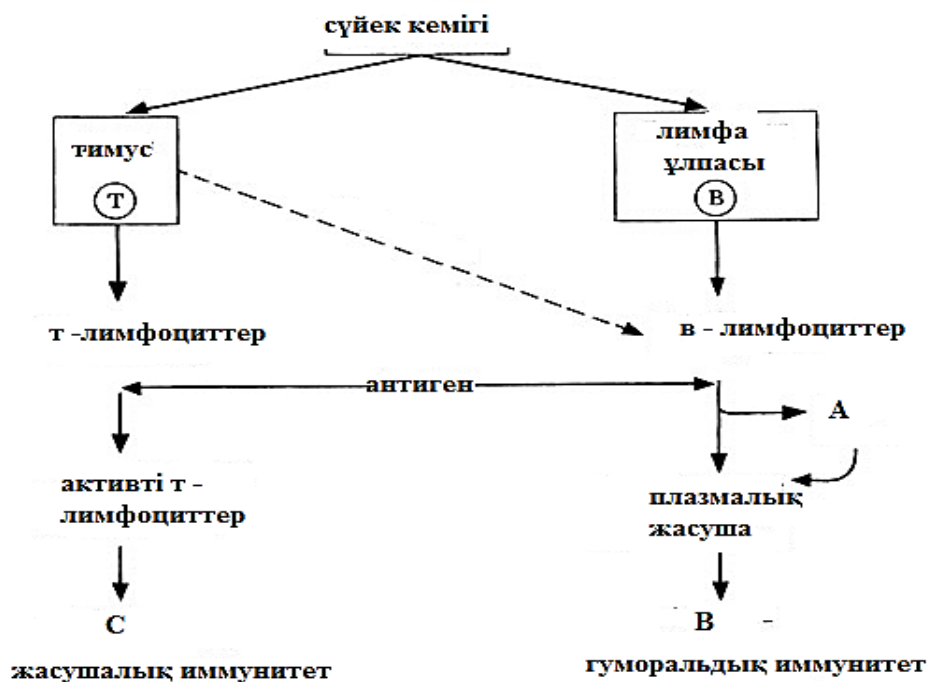 сүйек кемігі
тимус
Т
лимфа
ұлпасы
В
т -лимфоциттер
в - лимфоциттер
антиген
А
активті т -
лимфоциттер
плазмалық
жасуша
С
жасушалық иммунитет
В -
гуморальдық иммунитет